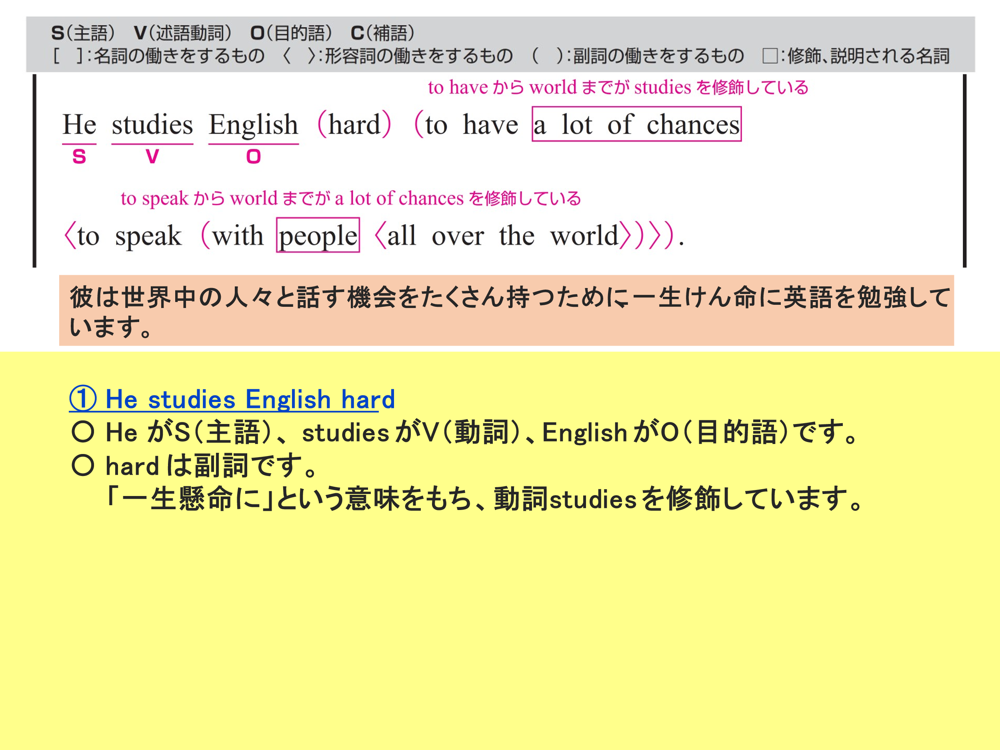 S(主語) V(述語動詞) O(目的語) C(補語)
[ ]:名詞の働きをするもの 〈 〉:形容詞の働きをするもの ( ):副詞の働きをするもの □:修飾、説明される名詞
to have から world までが studies を修飾している
He studies English (hard) (to have a lot of chances
S V O
to speak から world までが a lot of chances を修飾している
〈to speak (with people 〈all over the world〉)〉).
彼は世界中の人々と話す機会をたくさん持つために、一生けん命に英語を勉強して
います。
① He studies English hard
○ He がS(主語)、studies がV(動詞)、English がO(目的語)です。
○ hard は副詞です。
「一生懸命に」という意味をもち、動詞studies を修飾しています。